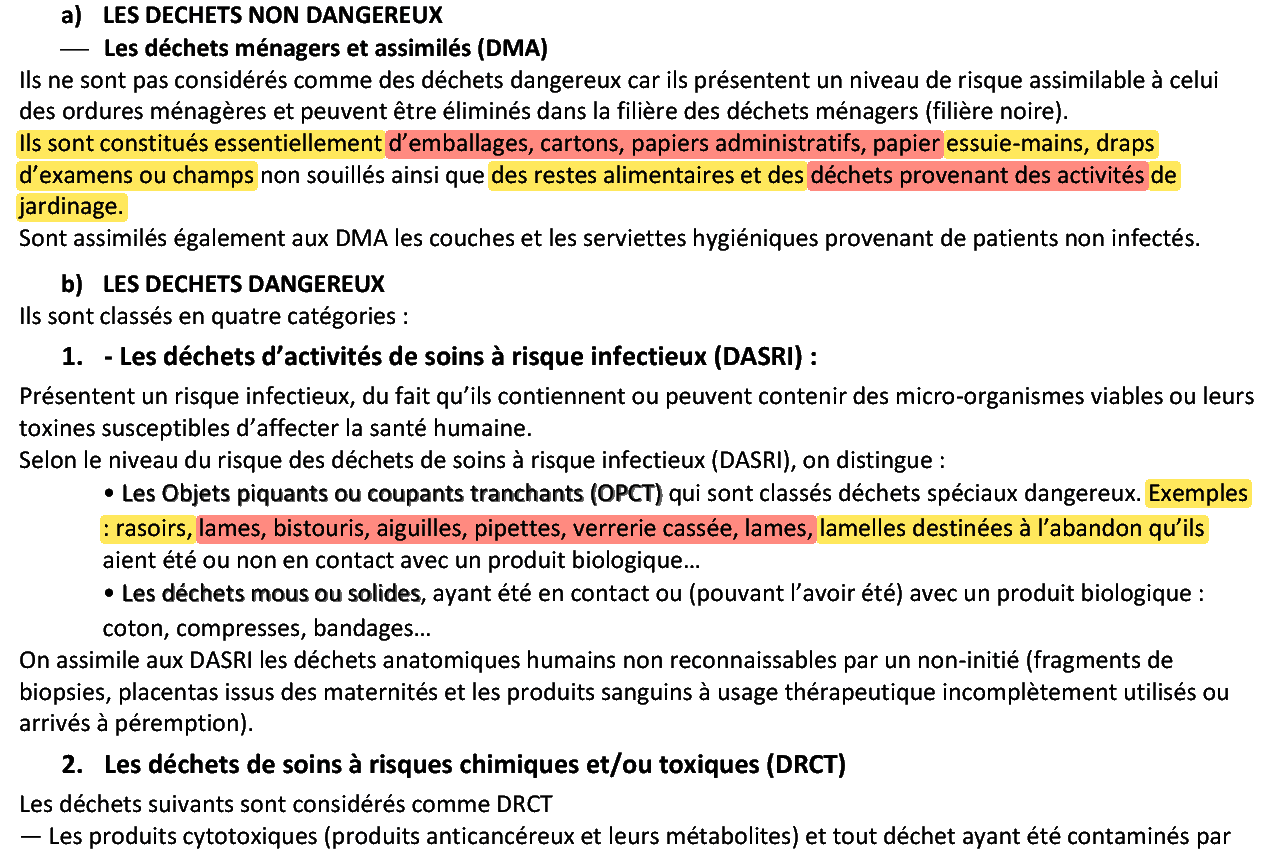 a) LES DECHETS NON DANGEREUX
— Les déchets ménagers et assimilés (DMA)
Ils ne sont pas considérés comme des déchets dangereux car ils présentent un niveau de risque assimilable à celui
des ordures ménagères et peuvent être éliminés dans la filière des déchets ménagers (filière noire).
Ils sont constitués essentiellement d’emballages, cartons, papiers administratifs, papier essuie-mains, draps
d’examens ou champs non souillés ainsi que des restes alimentaires et des déchets provenant des activités de
jardinage.
Sont assimilés également aux DMA les couches et les serviettes hygiéniques provenant de patients non infectés.
b) LES DECHETS DANGEREUX
Ils sont classés en quatre catégories :
1. - Les déchets d’activités de soins à risque infectieux (DASRI) :
Présentent un risque infectieux, du fait qu’ils contiennent ou peuvent contenir des micro-organismes viables ou leurs
toxines susceptibles d’affecter la santé humaine.
Selon le niveau du risque des déchets de soins à risque infectieux (DASRI), on distingue :
• Les Objets piquants ou coupants tranchants (OPCT) qui sont classés déchets spéciaux dangereux. Exemples
: rasoirs, lames, bistouris, aiguilles, pipettes, verrerie cassée, lames, lamelles destinées à l’abandon qu’ils
aient été ou non en contact avec un produit biologique…
• Les déchets mous ou solides, ayant été en contact ou (pouvant l’avoir été) avec un produit biologique :
coton, compresses, bandages…
On assimile aux DASRI les déchets anatomiques humains non reconnaissables par un non-initié (fragments de
biopsies, placentas issus des maternités et les produits sanguins à usage thérapeutique incomplètement utilisés ou
arrivés à péremption).
2. Les déchets de soins à risques chimiques et/ou toxiques (DRCT)
Les déchets suivants sont considérés comme DRCT
— Les produits cytotoxiques (produits anticancéreux et leurs métabolites) et tout déchet ayant été contaminés par